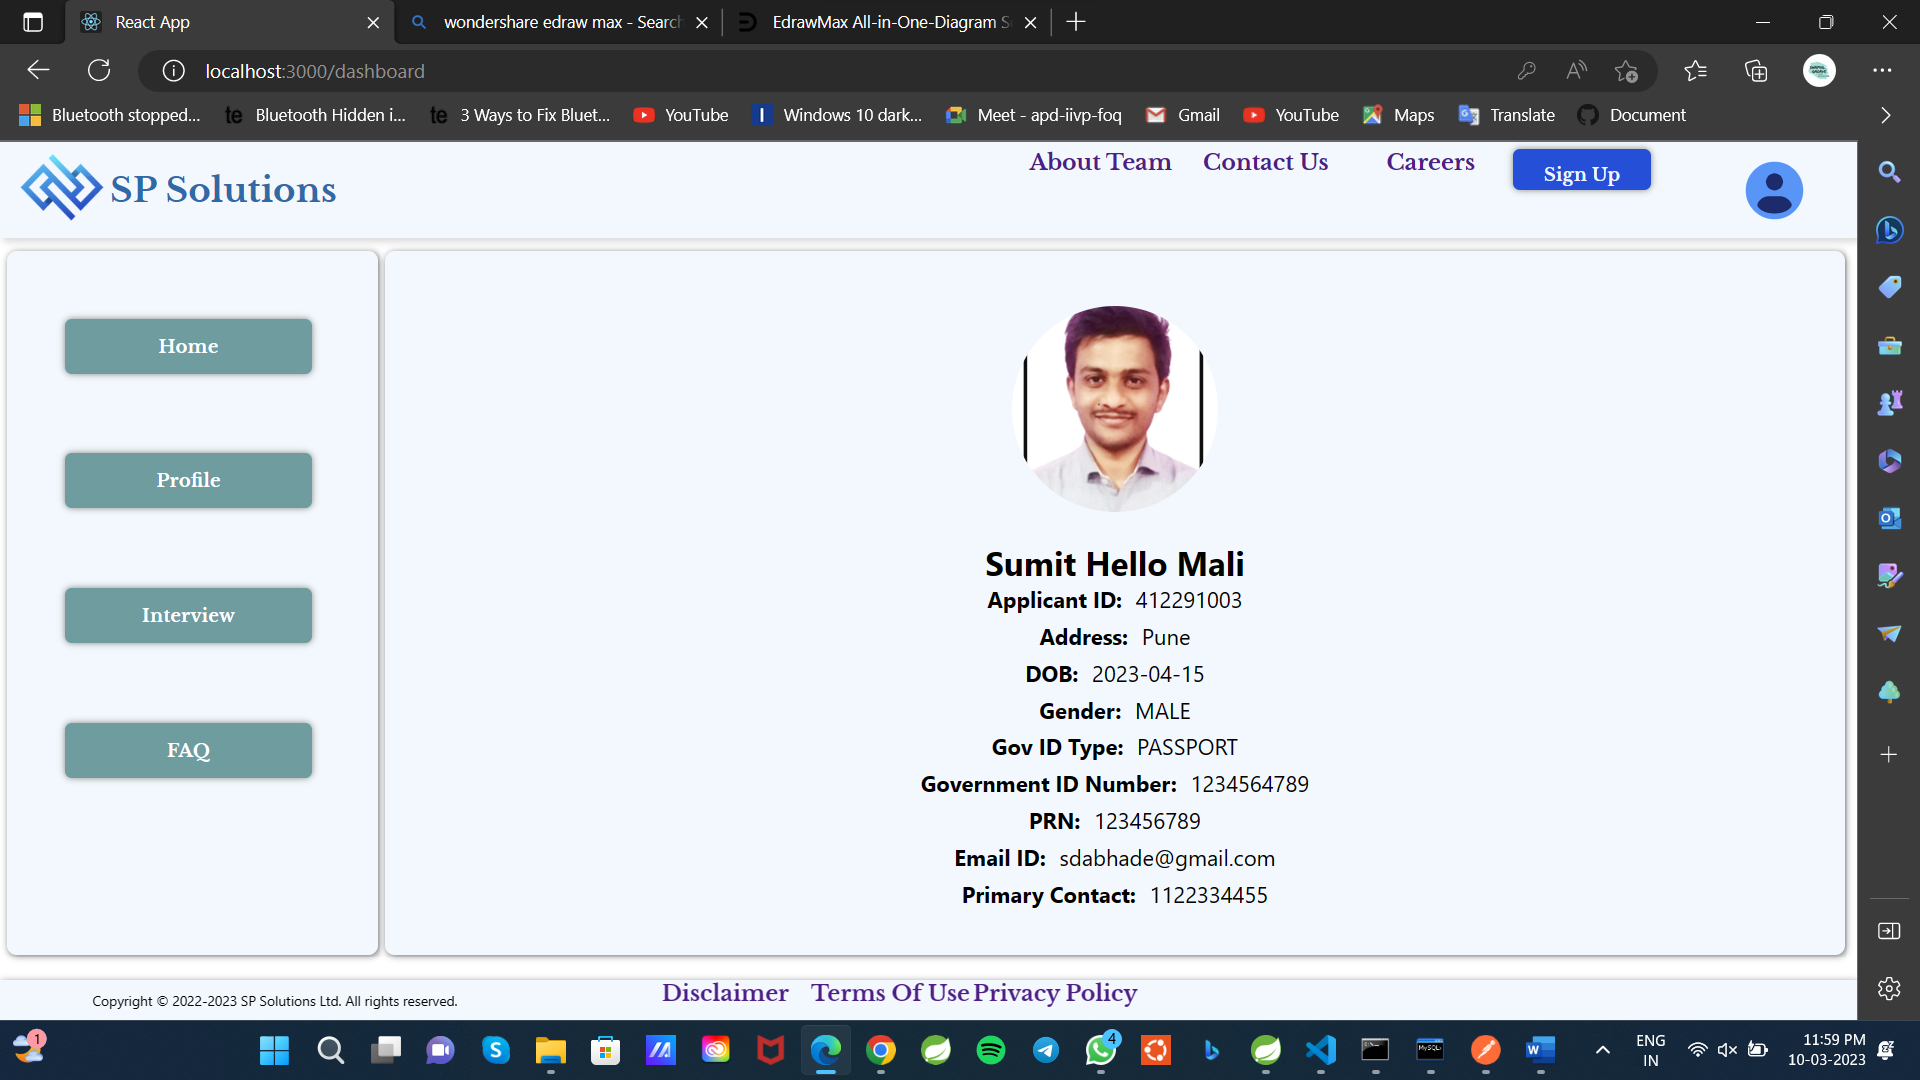 React App
wondershare edraw max - Search
EdrawMax All-in-One-Diagram S
localhost:3000/dashboard
Bluetooth stopped... te Bluetooth Hidden i... te 3 Ways to Fix Bluet... YouTube Windows 10 dark... Meet - apd-iivp-foq Gmail YouTube Maps Translate Document
SP Solutions
About Team Contact Us Careers Sign Up
Home
Profile
Interview
FAQ
Sumit Hello Mali
Applicant ID: 412291003
Address: Pune
DOB: 2023-04-15
Gender: MALE
Gov ID Type: PASSPORT
Government ID Number: 1234564789
PRN: 123456789
Email ID: sdabhade@gmail.com
Primary Contact: 1122334455
Copyright © 2022-2023 SP Solutions Ltd. All rights reserved.
Disclaimer Terms Of Use Privacy Policy
1
4
ENG
IN
11:59 PM
10-03-2023